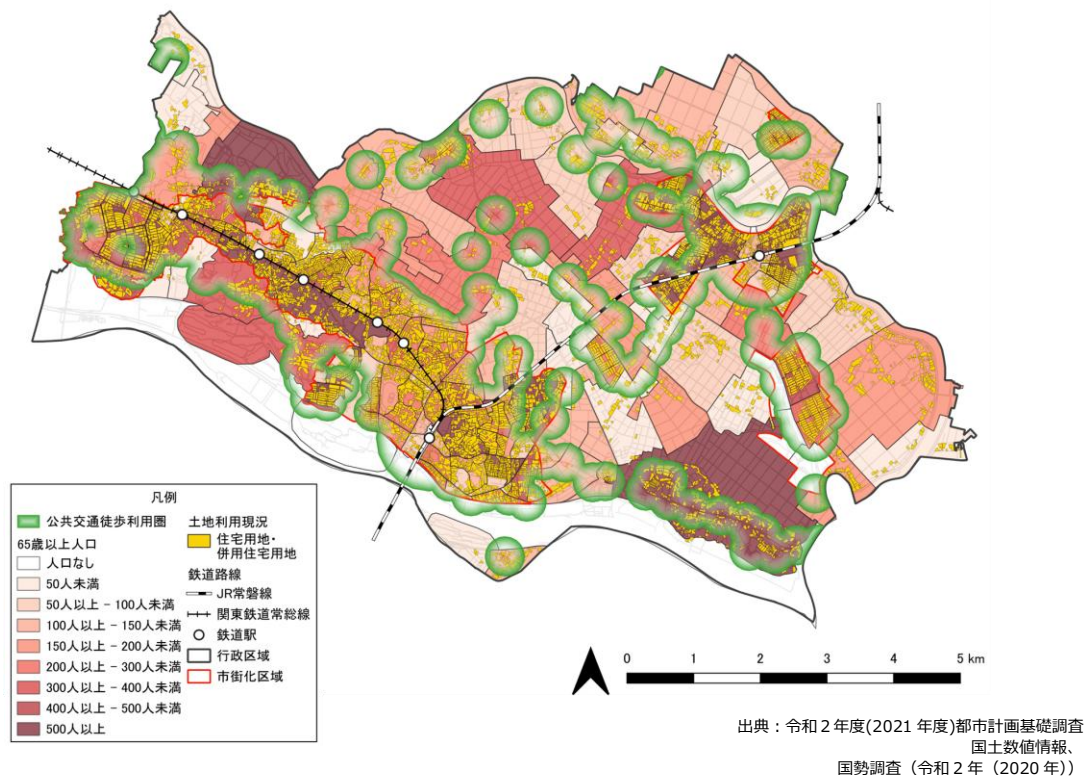 凡例
公共交通徒歩利用圏
65歳以上人口
人口なし
50人未満
50人以上 - 100人未満
100人以上 - 150人未満
150人以上 - 200人未満
200人以上 - 300人未満
300人以上 - 400人未満
400人以上 - 500人未満
500人以上
土地利用現況
住宅用地・
併用住宅用地
鉄道路線
JR常磐線
関東鉄道常総線
鉄道駅
行政区域
市街化区域
0 1 2 3 4 5 km
出典：令和2年度(2021 年度)都市計画基礎調査
国土数値情報、
国勢調査（令和2年（2020 年））